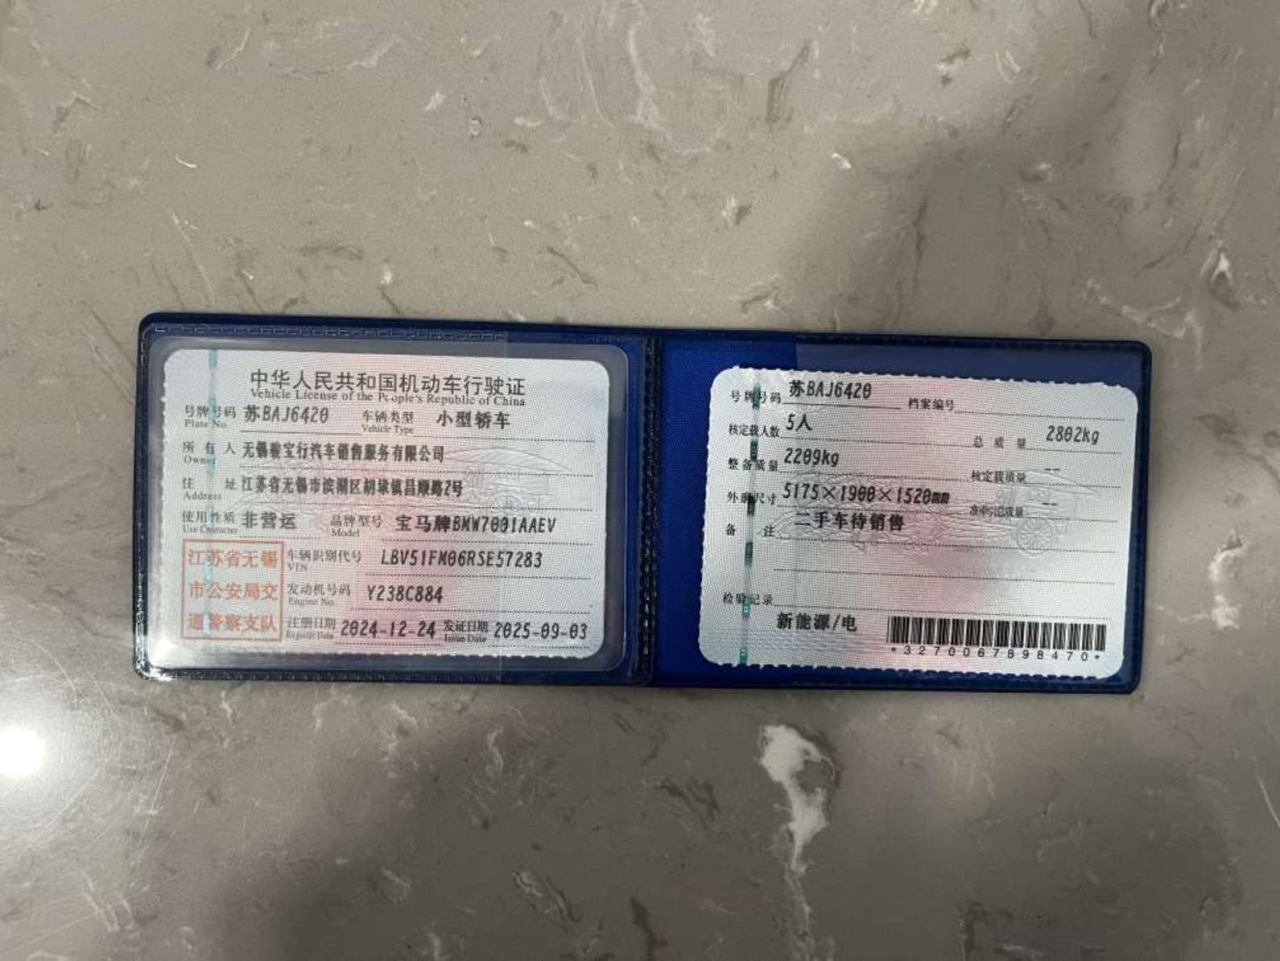 中华人民共和国机动车行驶证
Vehicle License of the People's Republic of China
号牌号码 Plate No. 苏BAJ6420 车辆类型 Vehicle Type 小型轿车
所有人 Owner 无锡骏宝行汽车销售服务有限公司
住址 Address 江苏省无锡市滨湖区胡埭镇昌顺路2号
使用性质 Use Character 非营运 品牌型号 Model 宝马牌BMW7001AAEV
江苏省无锡
市公安局交
通警察支队
车辆识别代号 VIN LBV51FM06RSE57283
发动机号码 Engine No. Y238C884
注册日期 Register Date 2024-12-24 发证日期 Issue Date 2025-09-03
号牌号码 苏BAJ6420 档案编号
核定载人数 5人 总质量 2802kg
整备质量 2209kg 核定载质量 --
外廓尺寸 5175×1900×1520mm 准牵引总质量 --
备注 二手车待销售
检验记录
新能源/电
*3270067898470*